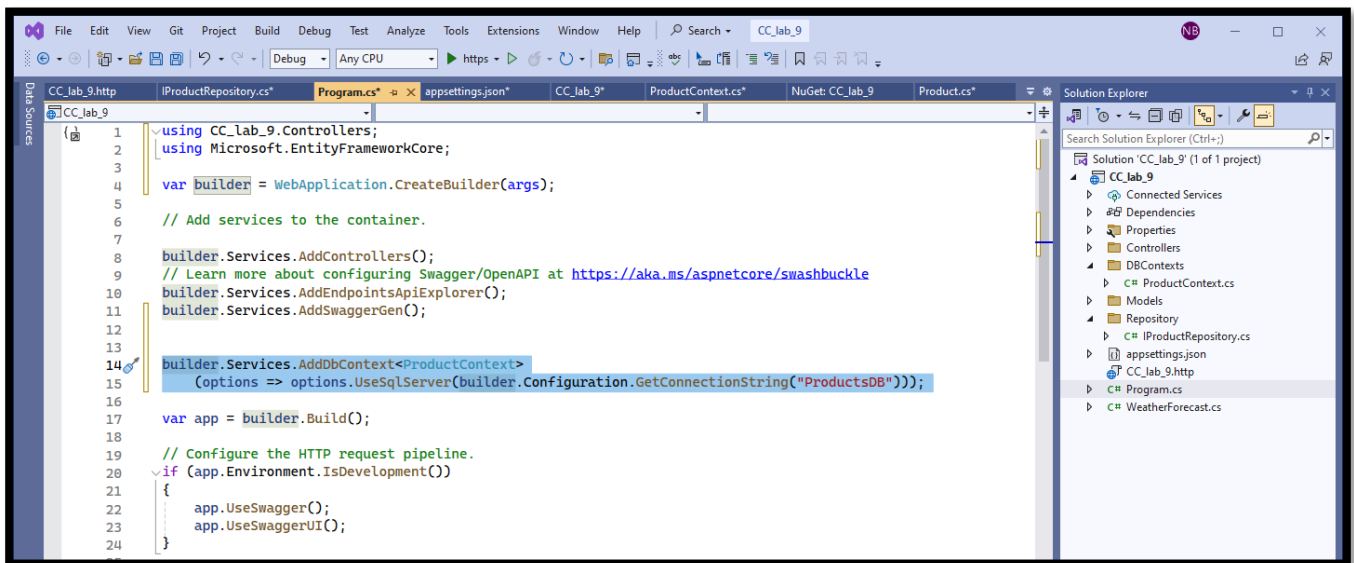 File Edit View Git Project Build Debug Test Analyze Tools Extensions Window Help Search CC_lab_9 NB
Debug Any CPU https
Data Sources
CC_lab_9.http IProductRepository.cs* Program.cs* appsettings.json* CC_lab_9* ProductContext.cs* NuGet: CC_lab_9 Product.cs*
CC_lab_9
1 using CC_lab_9.Controllers;
2 using Microsoft.EntityFrameworkCore;
3
4 var builder = WebApplication.CreateBuilder(args);
5
6 // Add services to the container.
7
8 builder.Services.AddControllers();
9 // Learn more about configuring Swagger/OpenAPI at https://aka.ms/aspnetcore/swashbuckle
10 builder.Services.AddEndpointsApiExplorer();
11 builder.Services.AddSwaggerGen();
12
13
14 builder.Services.AddDbContext<ProductContext>
15 (options => options.UseSqlServer(builder.Configuration.GetConnectionString("ProductsDB")));
16
17 var app = builder.Build();
18
19 // Configure the HTTP request pipeline.
20 if (app.Environment.IsDevelopment())
21 {
22 app.UseSwagger();
23 app.UseSwaggerUI();
24 }
Solution Explorer
Search Solution Explorer (Ctrl+;)
Solution 'CC_lab_9' (1 of 1 project)
CC_lab_9
Connected Services
Dependencies
Properties
Controllers
DBContexts
C# ProductContext.cs
Models
Repository
C# IProductRepository.cs
appsettings.json
CC_lab_9.http
C# Program.cs
C# WeatherForecast.cs